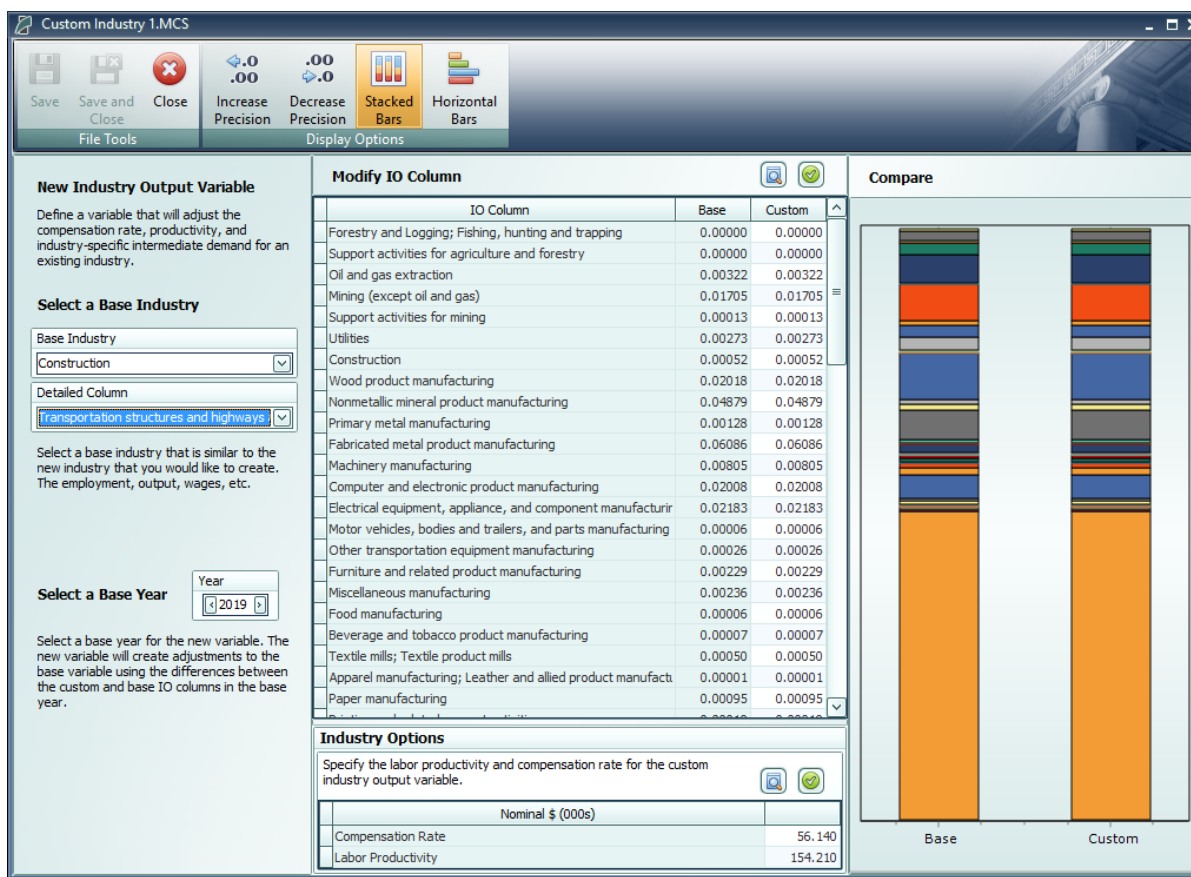 Custom Industry 1.MCS
.0 .00
.00 .0
Save
Save and Close
Close
Increase Precision
Decrease Precision
Stacked Bars
Horizontal Bars
File Tools
Display Options
New Industry Output Variable
Define a variable that will adjust the
compensation rate, productivity, and
industry-specific intermediate demand for an
existing industry.
Select a Base Industry
Base Industry
Construction
Detailed Column
Transportation structures and highways
Select a base industry that is similar to the
new industry that you would like to create.
The employment, output, wages, etc.
Select a Base Year
Year
2019
Select a base year for the new variable. The
new variable will create adjustments to the
base variable using the differences between
the custom and base IO columns in the base
year.
Modify IO Column
IO Column Base Custom
Forestry and Logging; Fishing, hunting and trapping 0.00000 0.00000
Support activities for agriculture and forestry 0.00000 0.00000
Oil and gas extraction 0.00322 0.00322
Mining (except oil and gas) 0.01705 0.01705
Support activities for mining 0.00013 0.00013
Utilities 0.00273 0.00273
Construction 0.00052 0.00052
Wood product manufacturing 0.02018 0.02018
Nonmetallic mineral product manufacturing 0.04879 0.04879
Primary metal manufacturing 0.00128 0.00128
Fabricated metal product manufacturing 0.06086 0.06086
Machinery manufacturing 0.00805 0.00805
Computer and electronic product manufacturing 0.02008 0.02008
Electrical equipment, appliance, and component manufacturir 0.02183 0.02183
Motor vehicles, bodies and trailers, and parts manufacturing 0.00006 0.00006
Other transportation equipment manufacturing 0.00026 0.00026
Furniture and related product manufacturing 0.00229 0.00229
Miscellaneous manufacturing 0.00236 0.00236
Food manufacturing 0.00006 0.00006
Beverage and tobacco product manufacturing 0.00007 0.00007
Textile mills; Textile product mills 0.00050 0.00050
Apparel manufacturing; Leather and allied product manufactu 0.00001 0.00001
Paper manufacturing 0.00095 0.00095
Industry Options
Specify the labor productivity and compensation rate for the custom
industry output variable.
Nominal $ (000s)
Compensation Rate 56.140
Labor Productivity 154.210
Compare
Base Custom